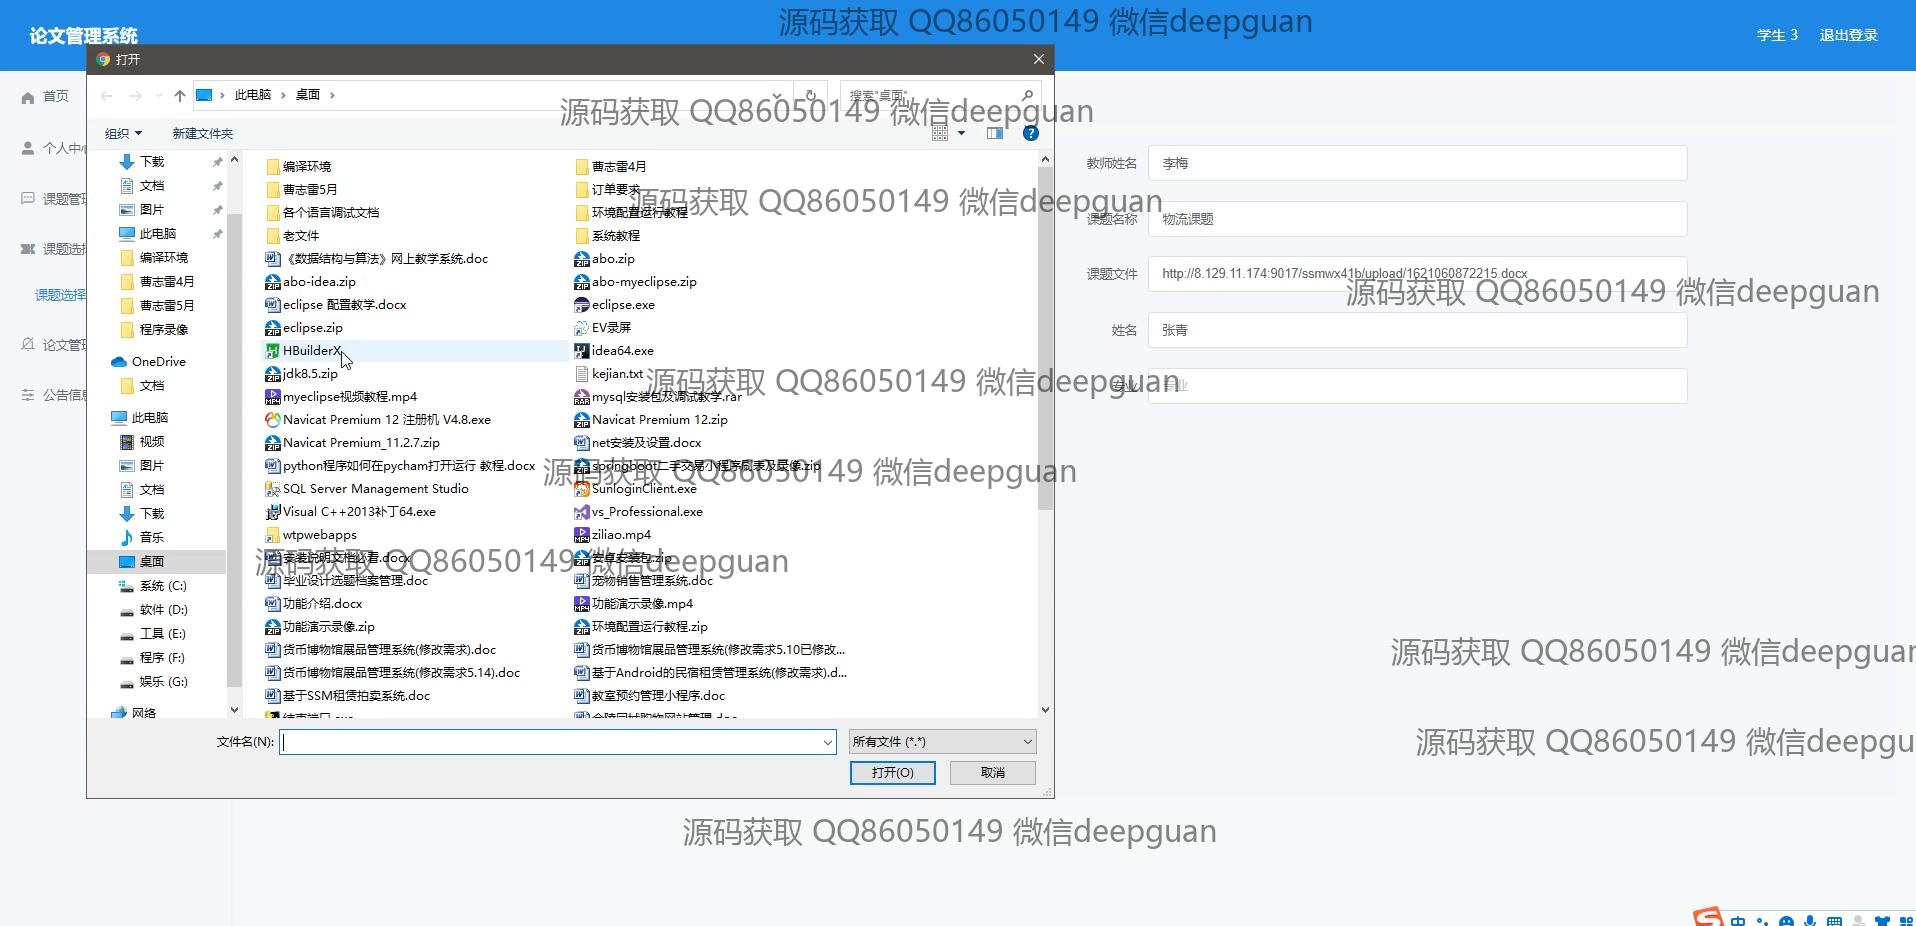 源码获取 QQ86050149 微信deepguan
论文管理系统
学生 3 退出登录
打开
首页
此电脑 桌面
搜索"桌面"
源码获取 QQ86050149 微信deepguan
组织 新建文件夹
个人中心
下载
文档
图片
此电脑
编译环境
曹志雷4月
曹志雷5月
程序录像
OneDrive
文档
此电脑
视频
图片
文档
下载
音乐
桌面
系统 (C:)
软件 (D:)
工具 (E:)
程序 (F:)
娱乐 (G:)
网络
课题管理
课题选择
课题选择
论文管理
公告信息
编译环境 曹志雷4月
曹志雷5月 订单要求
源码获取 QQ86050149 微信deepguan
各个语言调试文档 环境配置运行教程
老文件 系统教程
《数据结构与算法》网上教学系统.doc abo.zip
abo-idea.zip abo-myeclipse.zip
eclipse 配置教学.docx eclipse.exe
eclipse.zip EV录屏
HBuilderX idea64.exe
jdk8.5.zip kejian.txt
源码获取 QQ86050149 微信deepguan
myeclipse视频教程.mp4 mysql安装包及调试教学.rar
Navicat Premium 12 注册机 V4.8.exe Navicat Premium 12.zip
Navicat Premium_11.2.7.zip net安装及设置.docx
python程序如何在pycham打开运行 教程.docx springboot二手交易小程序刷表及录像.zip
源码获取 QQ86050149 微信deepguan
SQL Server Management Studio SunloginClient.exe
Visual C++2013补丁64.exe vs_Professional.exe
wtpwebapps ziliao.mp4
安装说明文档必看.docx 安卓安装包.zip
源码获取 QQ86050149 微信deepguan
毕业设计选题档案管理.doc 宠物销售管理系统.doc
功能介绍.docx 功能演示录像.mp4
功能演示录像.zip 环境配置运行教程.zip
货币博物馆展品管理系统(修改需求).doc 货币博物馆展品管理系统(修改需求5.10已修改...
货币博物馆展品管理系统(修改需求5.14).doc 基于Android的民宿租赁管理系统(修改需求).d...
基于SSM租赁拍卖系统.doc 教室预约管理小程序.doc
文件名(N): 所有文件 (*.*)
打开(O) 取消
教师姓名 李梅
课题名称 物流课题
课题文件 http://8.129.11.174:9017/ssmwx41b/upload/1621060872215.docx
源码获取 QQ86050149 微信deepguan
姓名 张青
专业 专业
源码获取 QQ86050149 微信deepguan
源码获取 QQ86050149 微信deepgu
源码获取 QQ86050149 微信deepguan
中